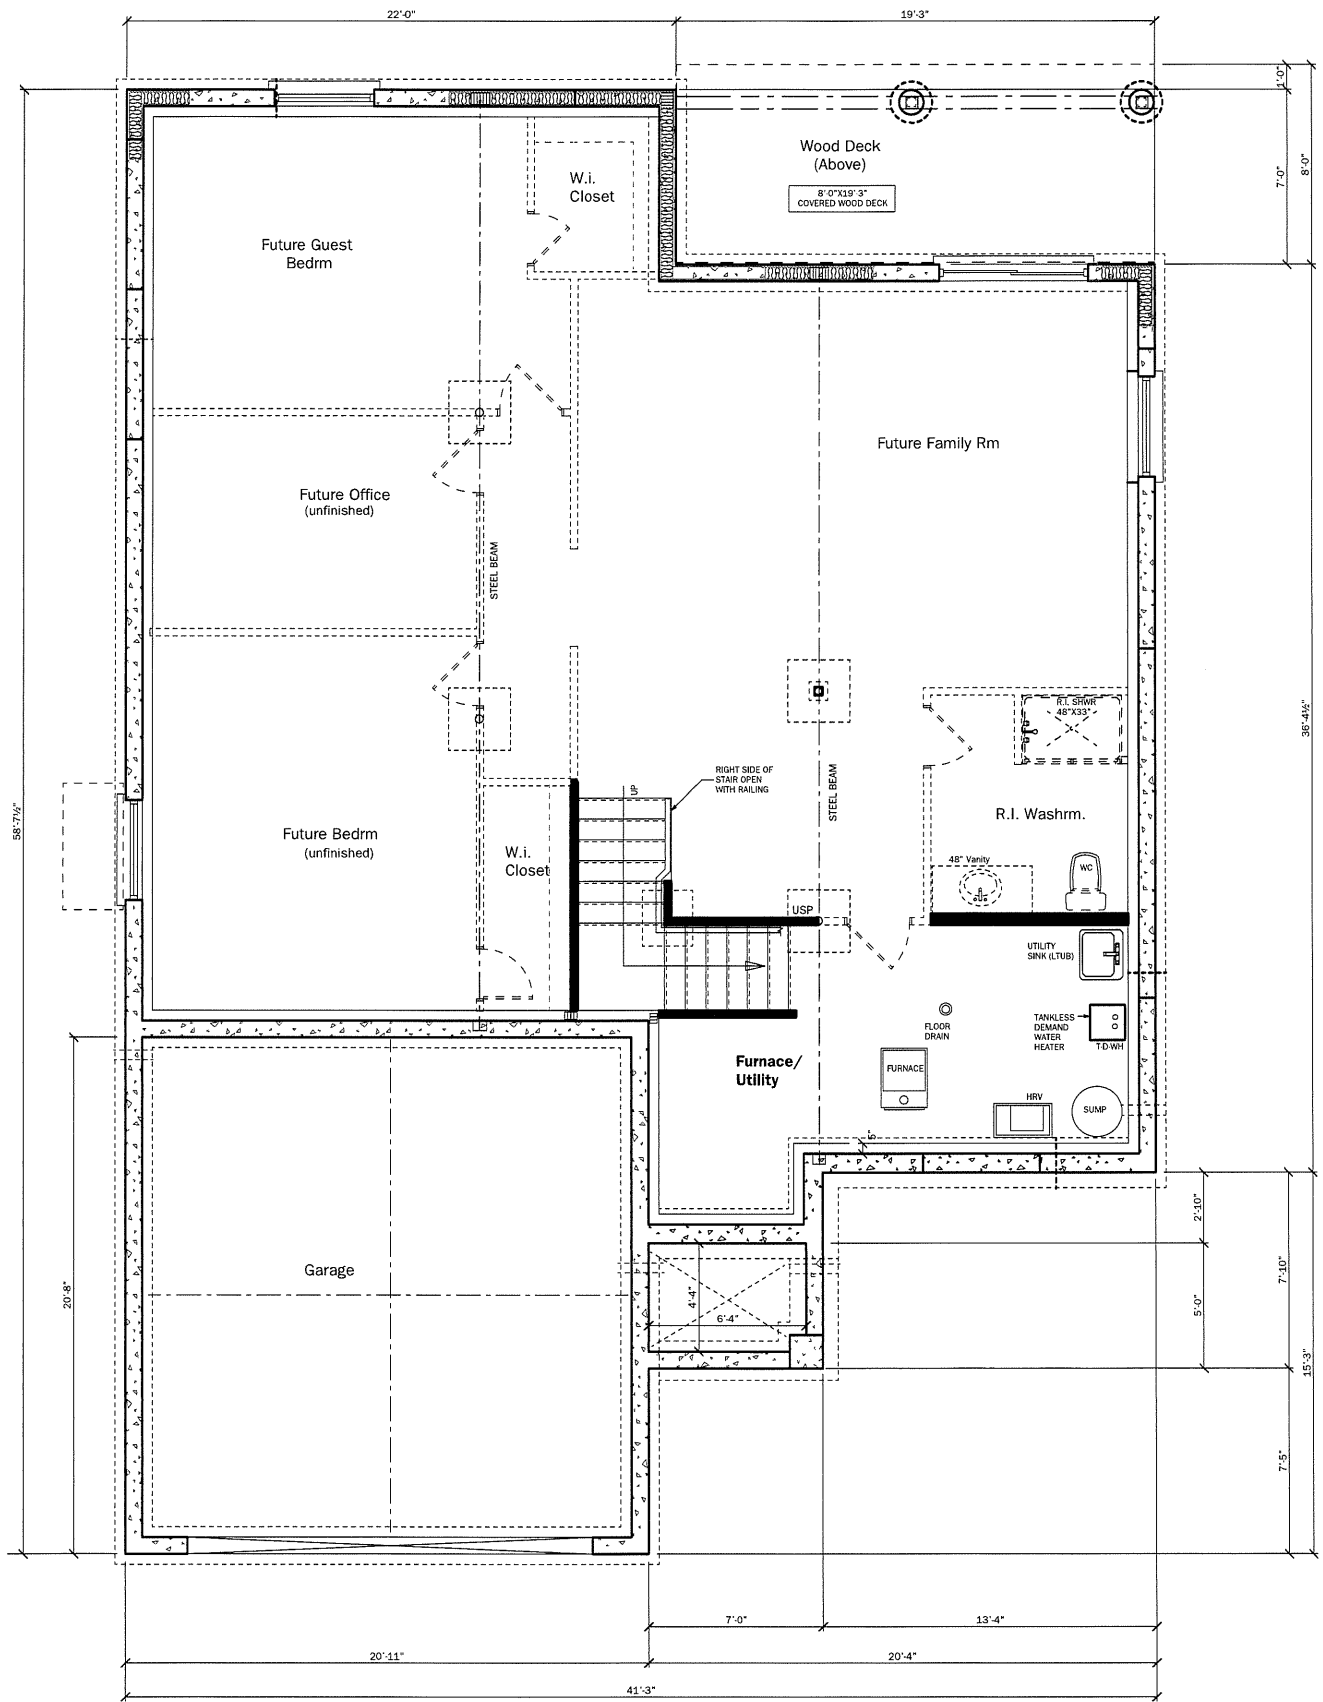 22'-0"
19'-3"
1'-0"
7'-0"
8'-0"
Wood Deck
(Above)
8'-0"X19'-3"
COVERED WOOD DECK
W.i.
Closet
Future Guest
Bedrm
Future Family Rm
Future Office
(unfinished)
STEEL BEAM
58'-7½"
36'-4½"
R.I. SHWR
48"X33"
RIGHT SIDE OF
STAIR OPEN
WITH RAILING
UP
STEEL BEAM
R.I. Washrm.
Future Bedrm
(unfinished)
W.i.
Closet
48" Vanity
WC
USP
UTILITY
SINK (LTUB)
FLOOR
DRAIN
TANKLESS
DEMAND
WATER
HEATER
T-D-WH
Furnace/
Utility
FURNACE
HRV
SUMP
5"
2'-10"
7'-10"
5'-0"
15'-3"
7'-5"
Garage
20'-8"
4'-4"
6'-4"
7'-0"
13'-4"
20'-11"
20'-4"
41'-3"